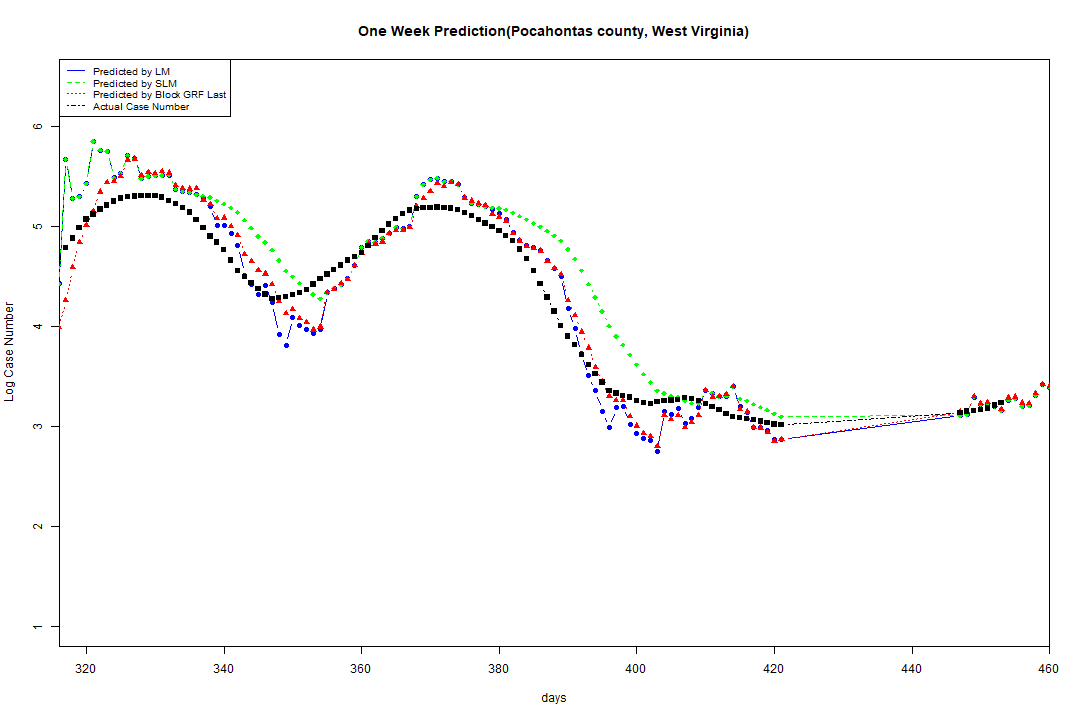 One Week Prediction(Pocahontas county, West Virginia)
Predicted by LM
Predicted by SLM
Predicted by Block GRF Last
Actual Case Number
6
5
4
3
2
1
Log Case Number
320 340 360 380 400 420 440 460
days